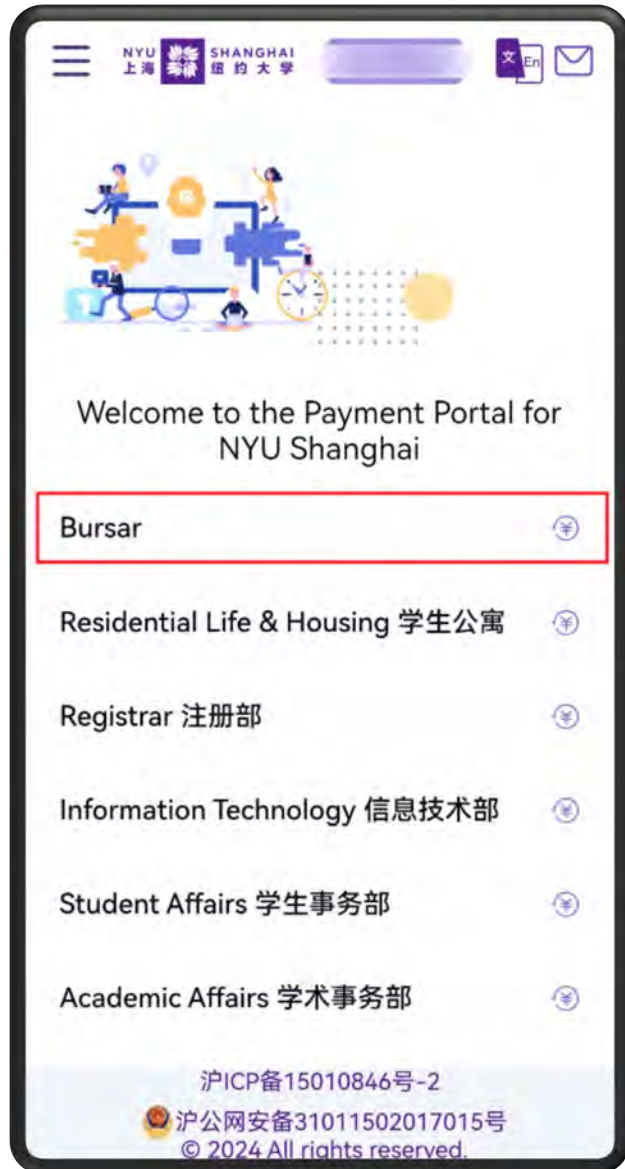 NYU SHANGHAI
上海 纽约大学
文 En
Welcome to the Payment Portal for
NYU Shanghai
Bursar
Residential Life & Housing 学生公寓
Registrar 注册部
Information Technology 信息技术部
Student Affairs 学生事务部
Academic Affairs 学术事务部
沪ICP备15010846号-2
沪公网安备31011502017015号
© 2024 All rights reserved.